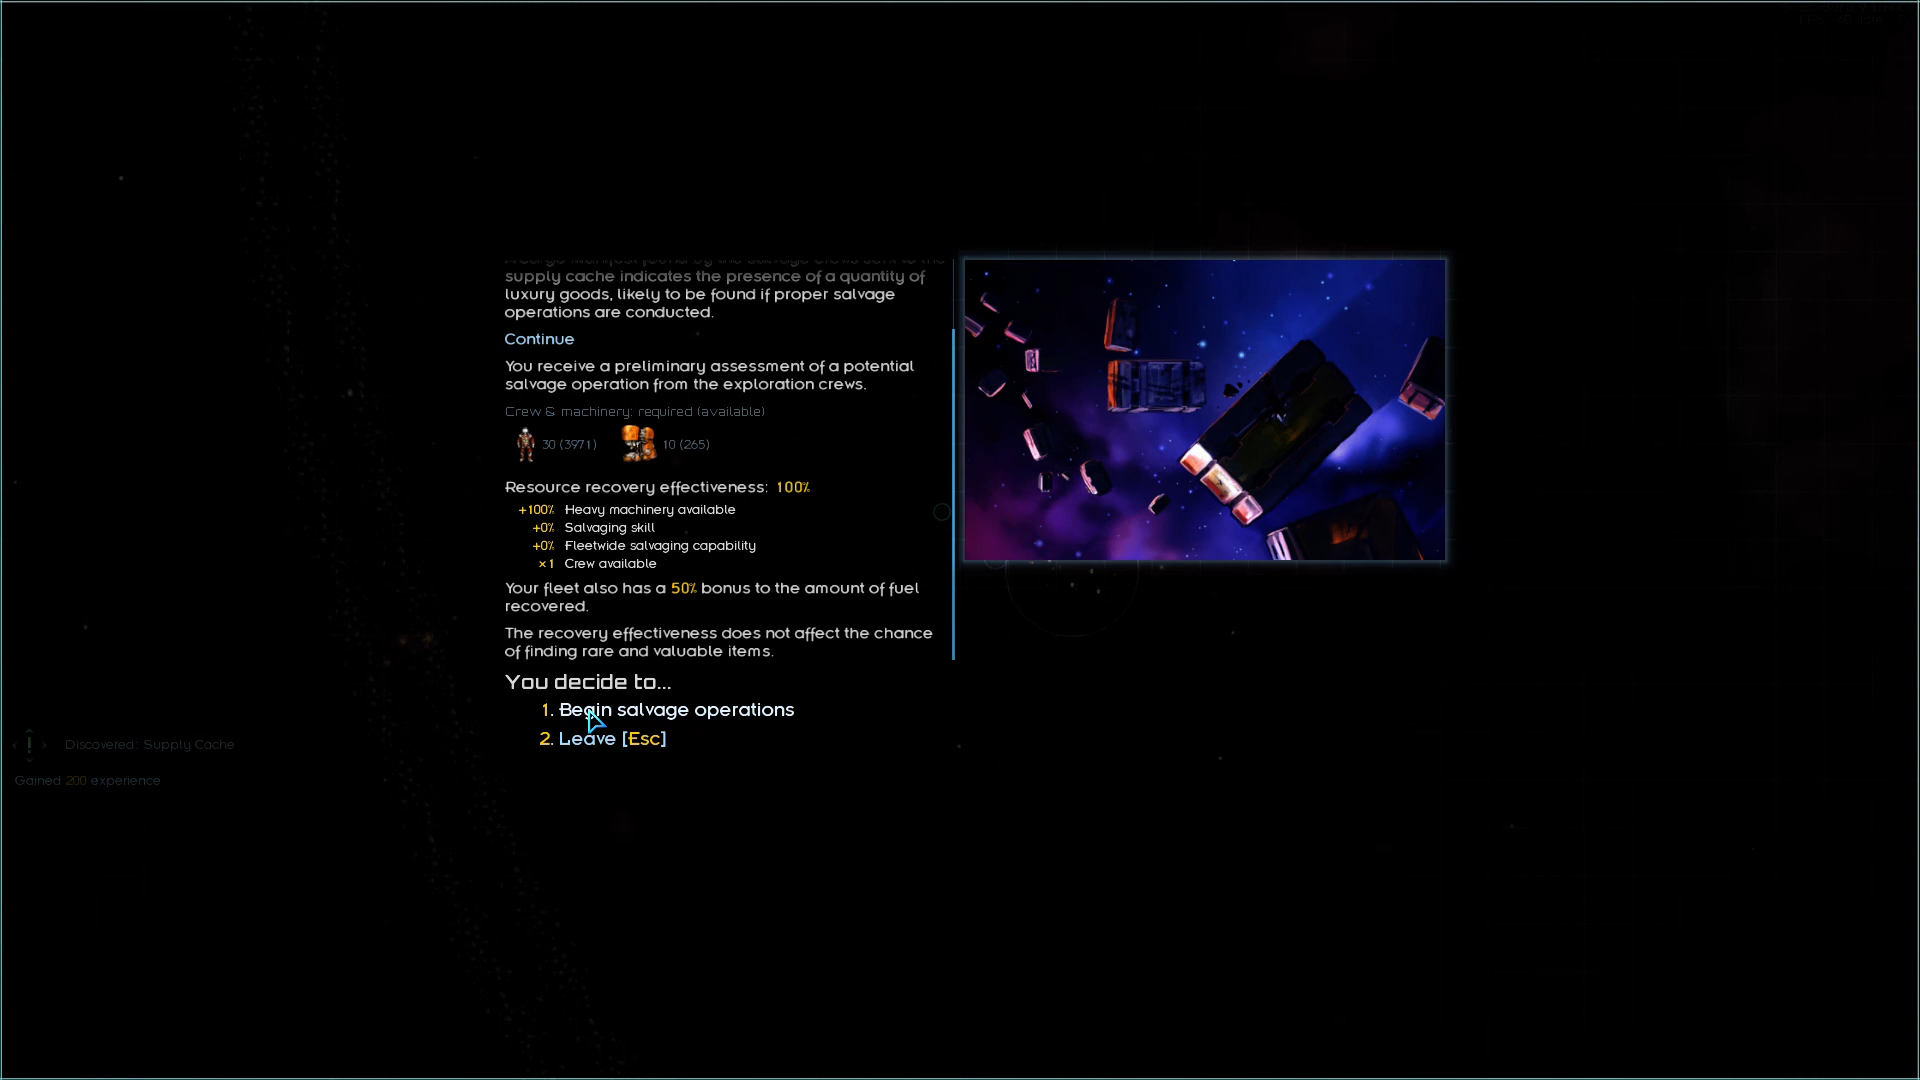 supply cache indicates the presence of a quantity of
luxury goods, likely to be found if proper salvage
operations are conducted.
Continue
You receive a preliminary assessment of a potential
salvage operation from the exploration crews.
Crew & machinery: required (available)
30 (3971) 10 (265)
Resource recovery effectiveness: 100%
+100% Heavy machinery available
+0% Salvaging skill
+0% Fleetwide salvaging capability
×1 Crew available
Your fleet also has a 50% bonus to the amount of fuel
recovered.
The recovery effectiveness does not affect the chance
of finding rare and valuable items.
You decide to...
1. Begin salvage operations
2. Leave [Esc]
Discovered: Supply Cache
Gained 200 experience